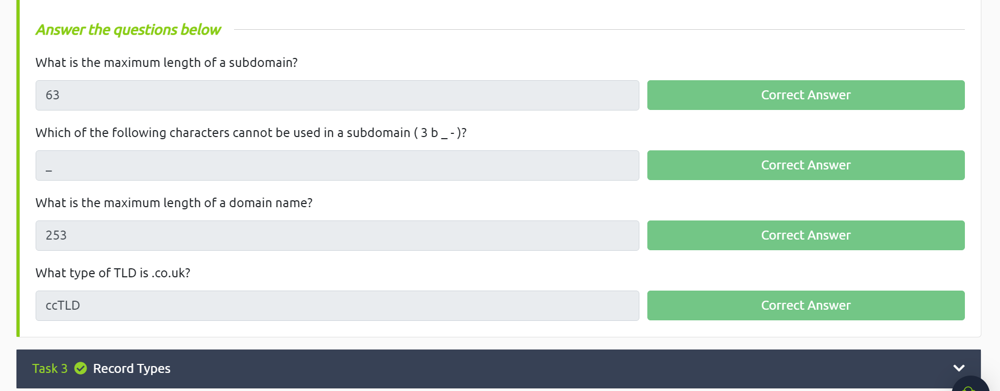 Answer the questions below
What is the maximum length of a subdomain?
63 Correct Answer
Which of the following characters cannot be used in a subdomain ( 3 b _ - )?
_ Correct Answer
What is the maximum length of a domain name?
253 Correct Answer
What type of TLD is .co.uk?
ccTLD Correct Answer
Task 3 Record Types